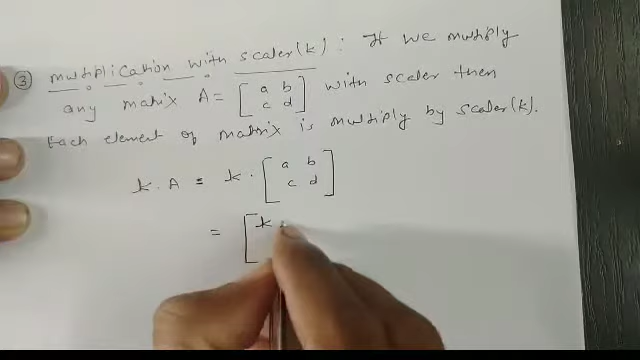 ③ multiplication with scaler(k) : If we multiply
any matrix A = [a b c d] with scaler then
Each element of matrix is multiply by scaler(k).
k . A = k . [a b c d]
= [k